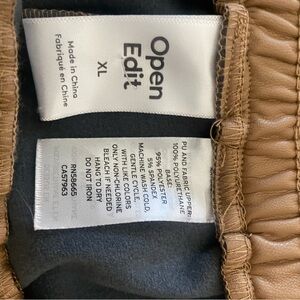 Open
Edit
XL
Made in China
Fabriqué en Chine
PU AND FABRIC UPPER:
100% POLYURETHANE
BASE:
95% POLYESTER
5% SPANDEX
MACHINE WASH COLD,
GENTLE CYCLE,
WITH LIKE COLORS
ONLY NON-CHLORINE
BLEACH IF NEEDED
HANG TO DRY
DO NOT IRON
RN58665
CA57963